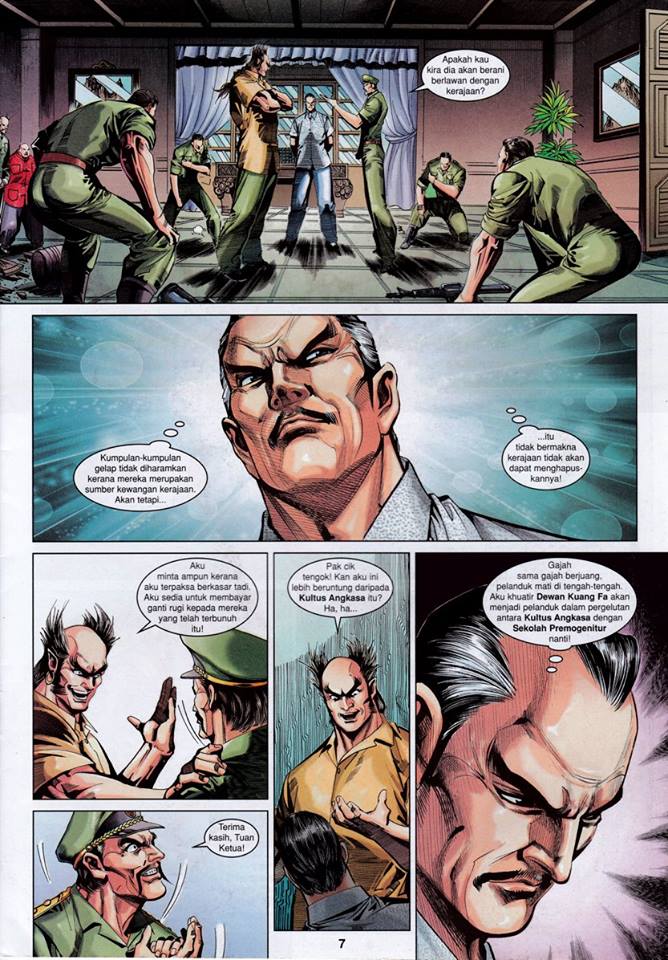 Apakah kau
kira dia akan berani
berlawan dengan
kerajaan?
Kumpulan-kumpulan
gelap tidak diharamkan
kerana mereka merupakan
sumber kewangan kerajaan.
Akan tetapi...
...itu
tidak bermakna
kerajaan tidak akan
dapat menghapus-
kannya!
Aku
minta ampun kerana
aku terpaksa berkasar tadi.
Aku sedia untuk membayar
ganti rugi kepada mereka
yang telah terbunuh
itu!
Terima
kasih, Tuan
Ketua!
Pak cik
tengok! Kan aku ini
lebih beruntung daripada
Kultus Angkasa itu?
Ha, ha...
Gajah
sama gajah berjuang,
pelanduk mati di tengah-tengah.
Aku khuatir Dewan Kuang Fa akan
menjadi pelanduk dalam pergelutan
antara Kultus Angkasa dengan
Sekolah Premogenitur
nanti!
7